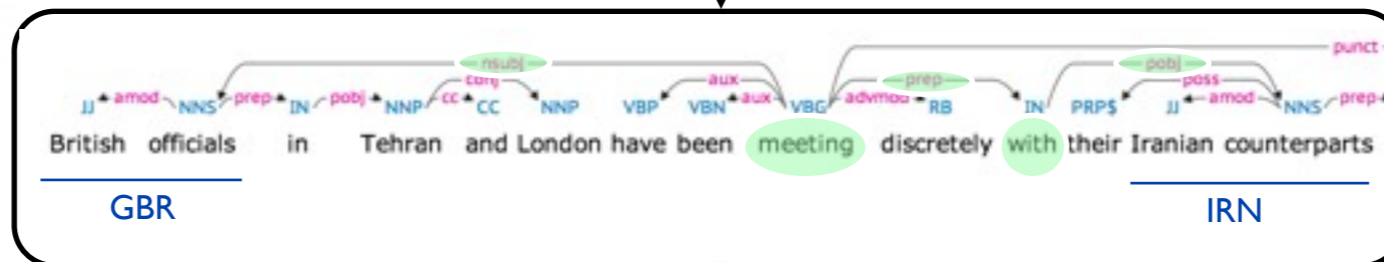 punct
nsubj pobj
conj aux prep poss
JJ amod NNS prep IN pobj NNP cc CC NNP VBP VBN aux VBG advmod RB IN PRP$ JJ amod NNS prep
British officials in Tehran and London have been meeting discretely with their Iranian counterparts
GBR IRN